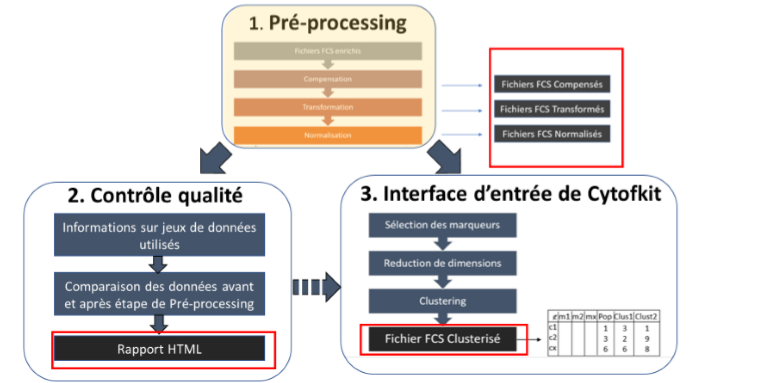 1. Pré-processing
Fichiers FCS enrichis
Compensation
Transformation
Normalisation
Fichiers FCS Compensés
Fichiers FCS Transformés
Fichiers FCS Normalisés
2. Contrôle qualité
Informations sur jeux de données
utilisés
Comparaison des données avant
et après étape de Pré-processing
Rapport HTML
3. Interface d'entrée de Cytofkit
Sélection des marqueurs
Reduction de dimensions
Clustering
Fichier FCS Clusterisé
m1 m2 mx Pop Clus1 Clust2
c1 1 3 1
c2 3 2 9
cx 6 6 8